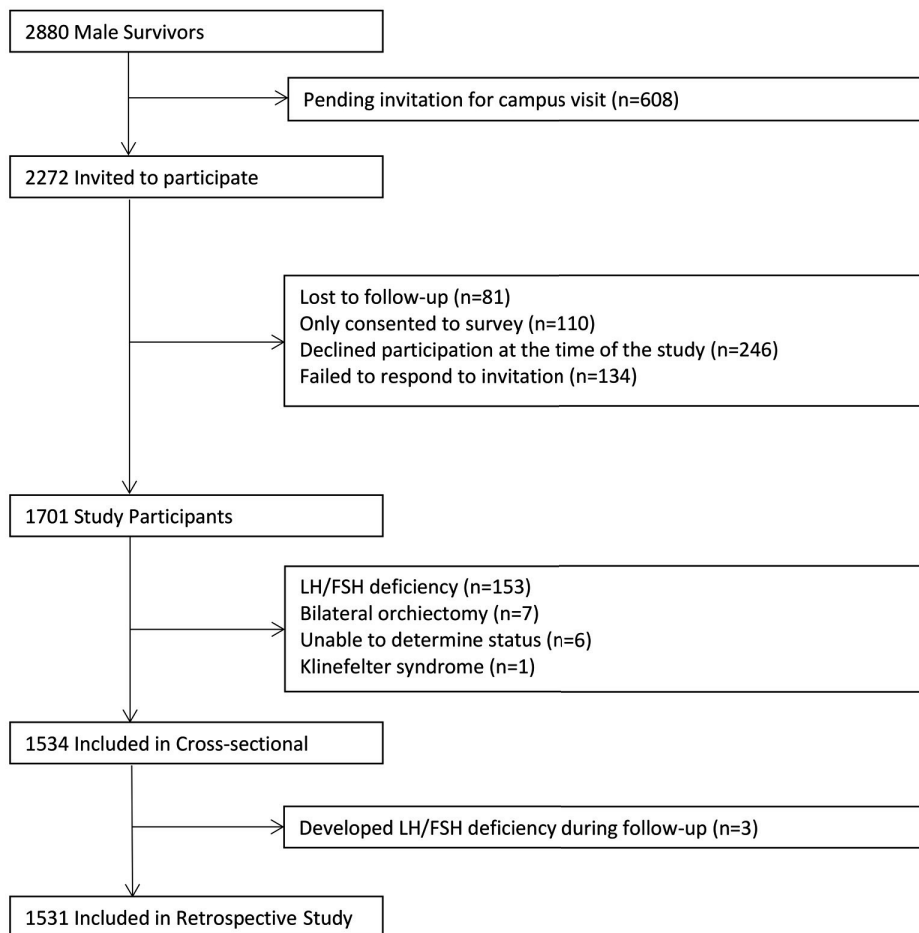 2880 Male Survivors
Pending invitation for campus visit (n=608)
2272 Invited to participate
Lost to follow-up (n=81)
Only consented to survey (n=110)
Declined participation at the time of the study (n=246)
Failed to respond to invitation (n=134)
1701 Study Participants
LH/FSH deficiency (n=153)
Bilateral orchiectomy (n=7)
Unable to determine status (n=6)
Klinefelter syndrome (n=1)
1534 Included in Cross-sectional
Developed LH/FSH deficiency during follow-up (n=3)
1531 Included in Retrospective Study